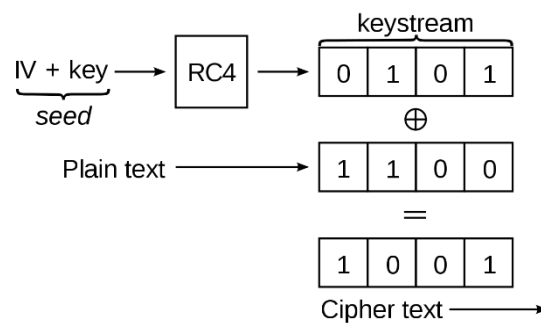 keystream
IV + key
RC4
0 1 0 1
seed
⊕
Plain text
1 1 0 0
=
1 0 0 1
Cipher text